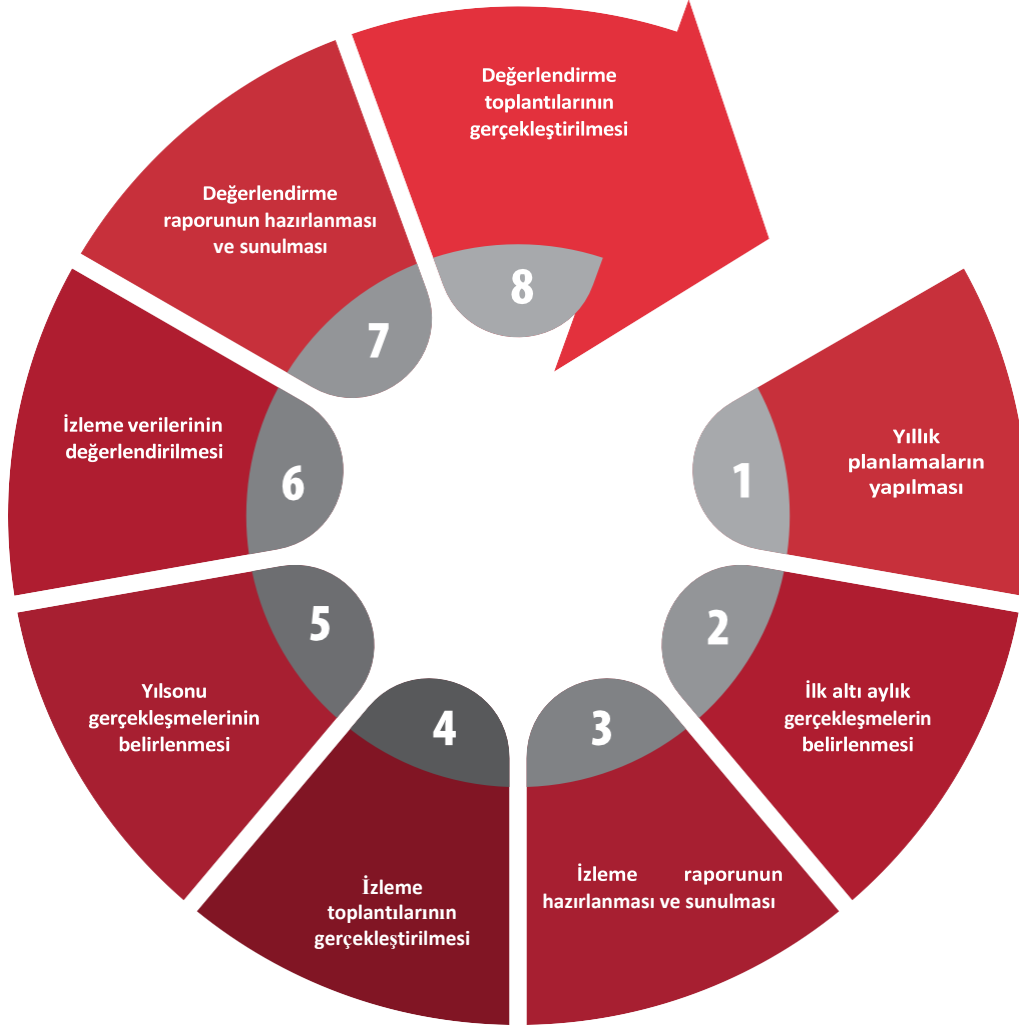 1
Yıllık
planlamaların
yapılması
2
İlk altı aylık
gerçekleşmelerin
belirlenmesi
3
İzleme raporunun
hazırlanması ve sunulması
4
İzleme
toplantılarının
gerçekleştirilmesi
5
Yılsonu
gerçekleşmelerinin
belirlenmesi
6
İzleme verilerinin
değerlendirilmesi
7
Değerlendirme
raporunun hazırlanması
ve sunulması
8
Değerlendirme
toplantılarının
gerçekleştirilmesi